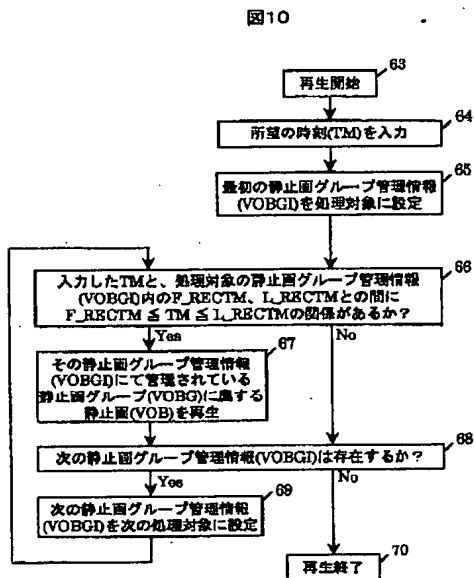 図10
63
再生開始
64
所望の時刻(TM)を入力
65
最初の静止画グループ管理情報
(VOBGI)を処理対象に設定
66
入力したTMと、処理対象の静止画グループ管理情報
(VOBGI)内のF_RECTM、L_RECTMとの間に
F_RECTM≦TM≦L_RECTMの関係があるか?
Yes
No
67
その静止画グループ管理情報
(VOBGI)にて管理されている
静止画グループ(VOBG)に属する
静止画(VOB)を再生
68
次の静止画グループ管理情報(VOBGI)は存在するか?
Yes
No
69
次の静止画グループ管理情報
(VOBGI)を次の処理対象に設定
70
再生終了